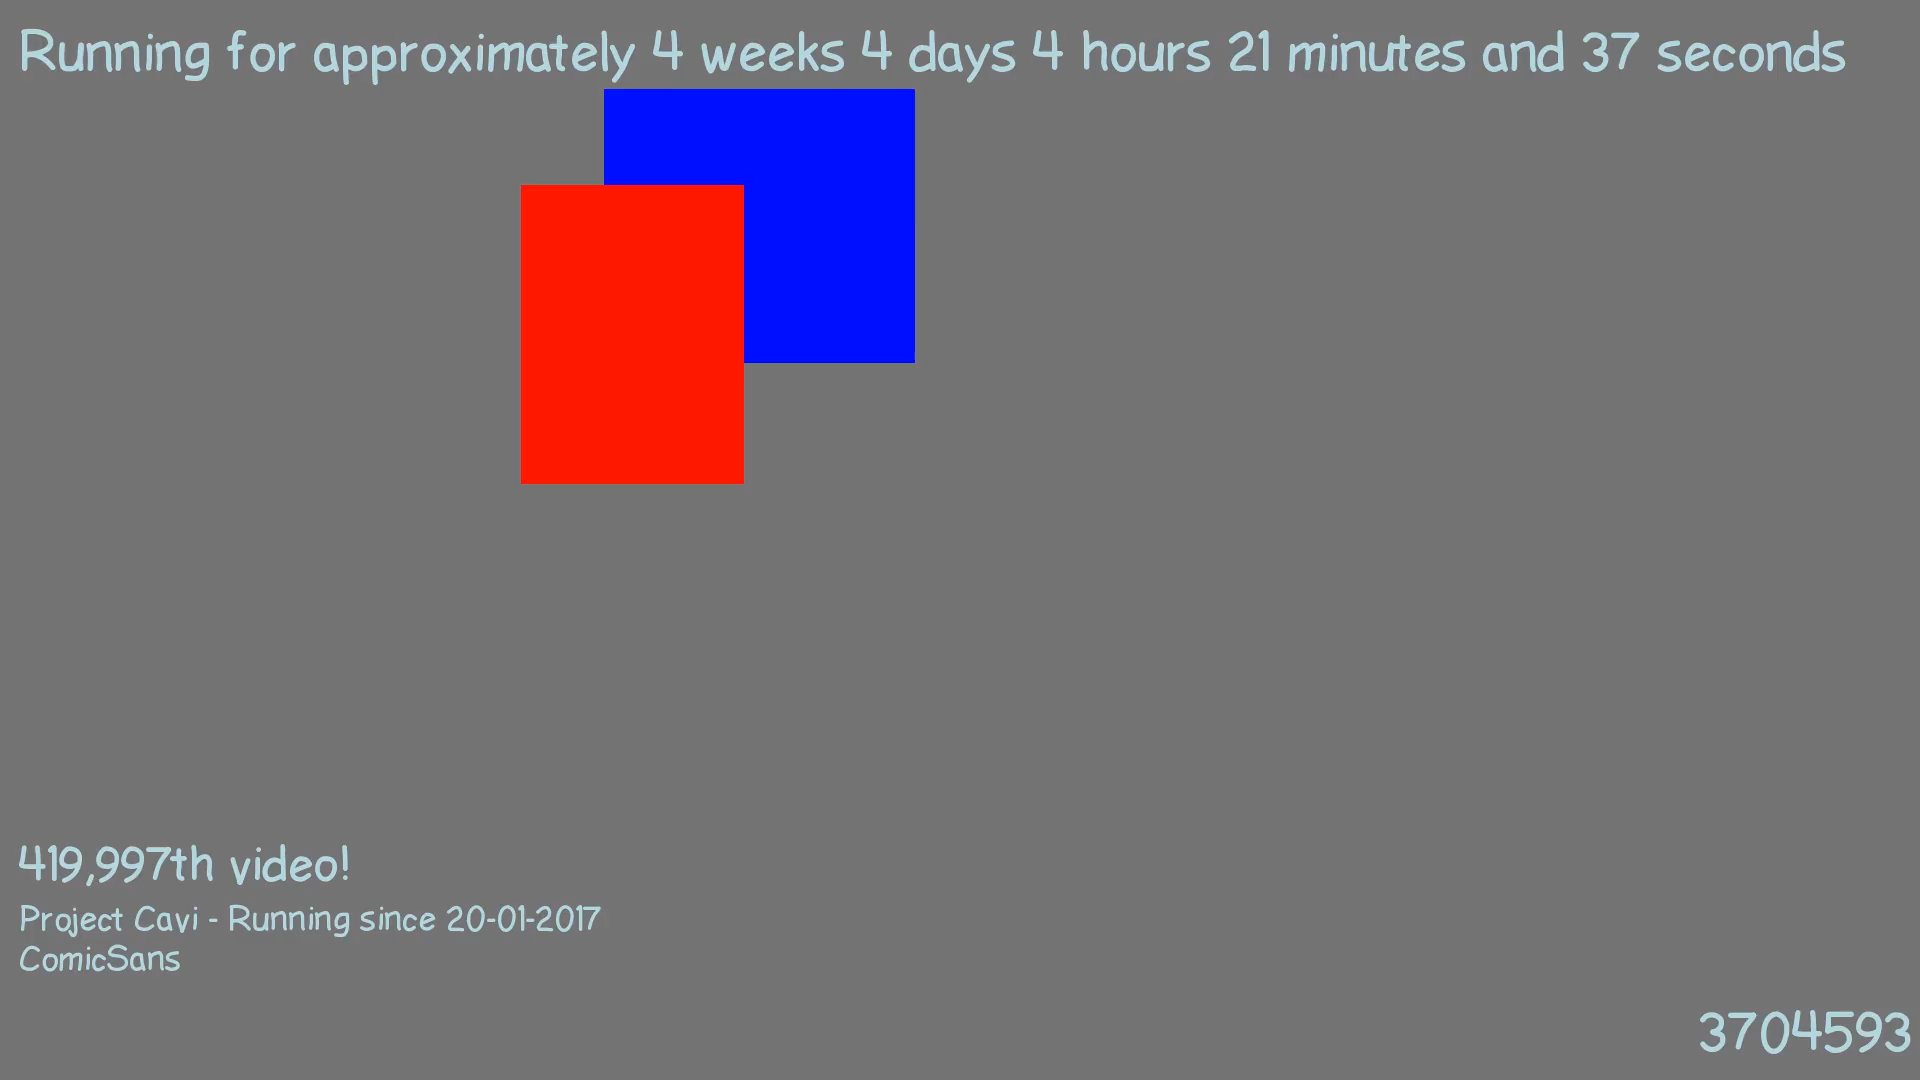 Running for approximately 4 weeks 4 days 4 hours 21 minutes and 37 seconds
419,997th video!
Project Cavi - Running since 20-01-2017
ComicSans
3704593